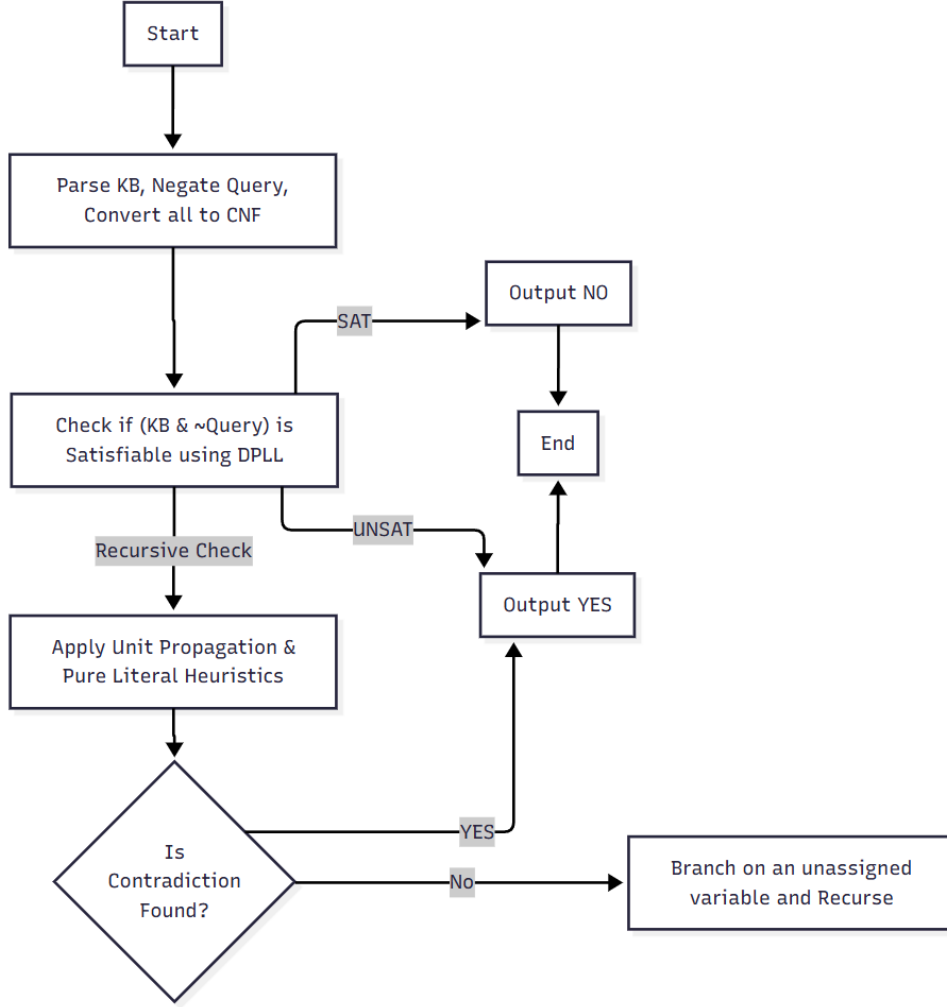 Start
Parse KB, Negate Query,
Convert all to CNF
Output NO
SAT
Check if (KB & ~Query) is
Satisfiable using DPLL
End
UNSAT
Recursive Check
Output YES
Apply Unit Propagation &
Pure Literal Heuristics
YES
Is
Contradiction
Found?
No
Branch on an unassigned
variable and Recurse